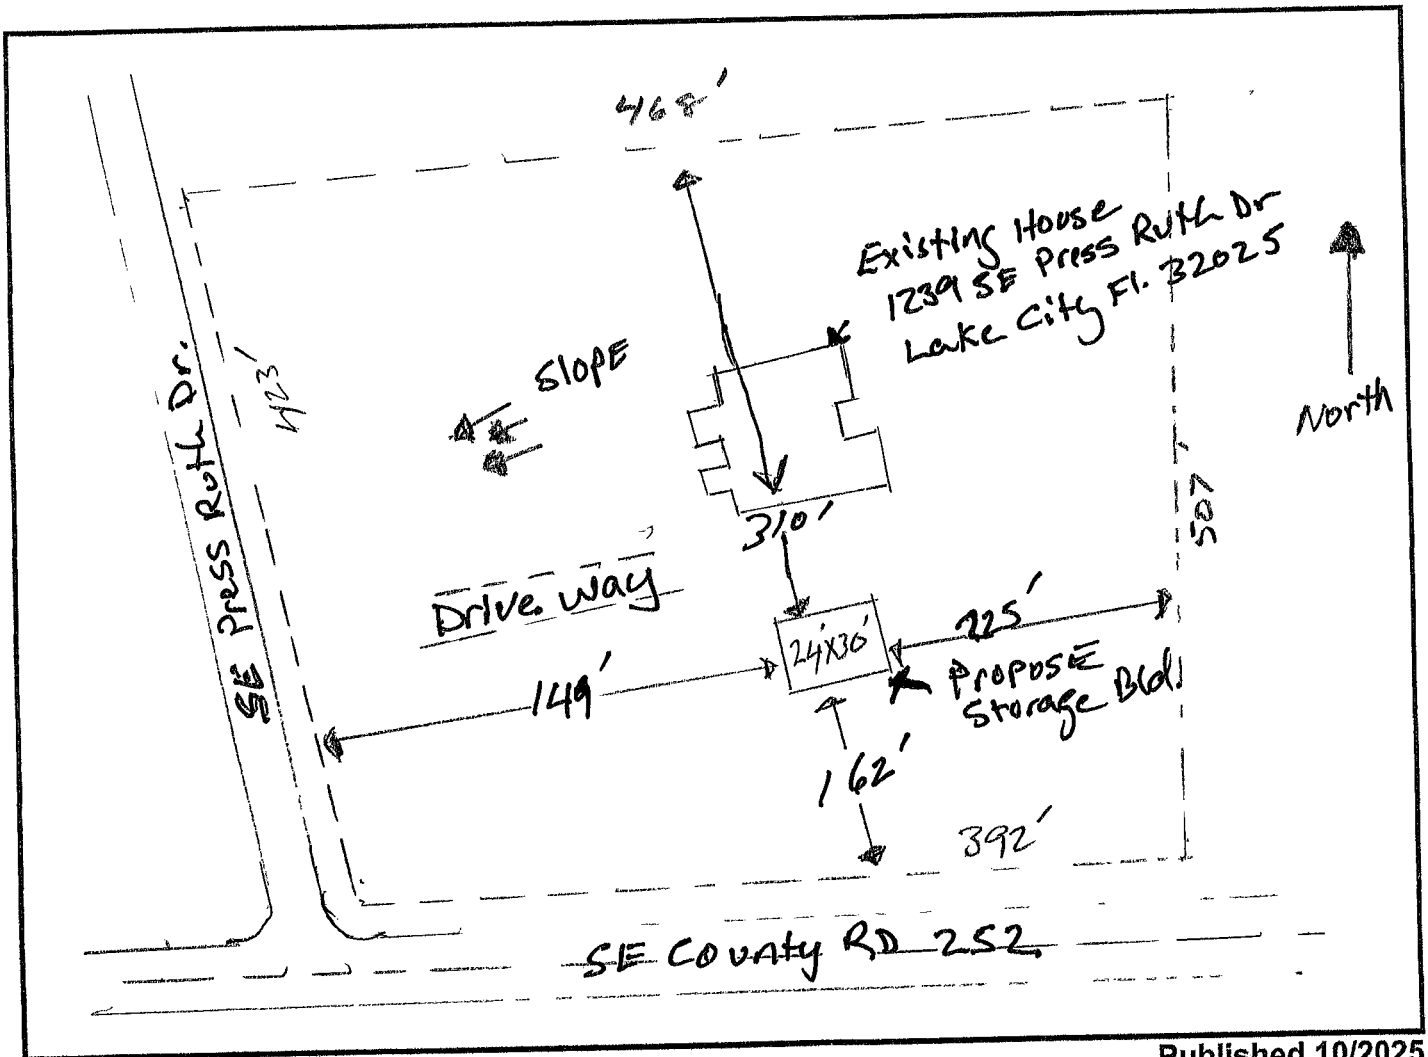 468'
Existing House
1239 SE Press Ruth Dr
Lake City Fl. 32025
North
SlOPE
423'
SE Press Ruth Dr.
507'
310'
Drive way
24'x30'
225'
Propose
Storage Bld.
149'
162'
392'
SE County RD 252
Published 10/2025